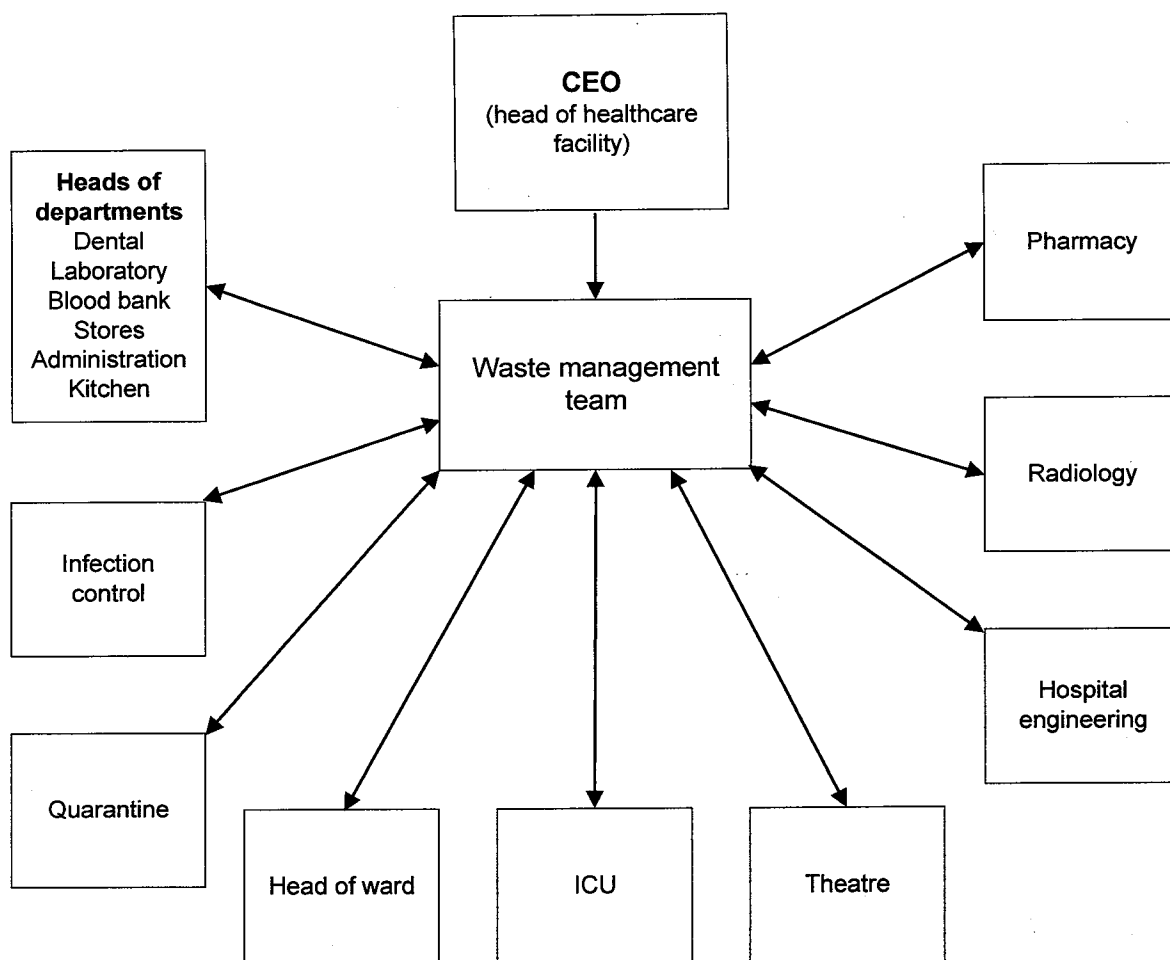 CEO
(head of healthcare
facility)
Heads of
departments
Dental
Laboratory
Blood bank
Stores
Administration
Kitchen
Pharmacy
Waste management
team
Radiology
Infection
control
Hospital
engineering
Quarantine
Head of ward
ICU
Theatre